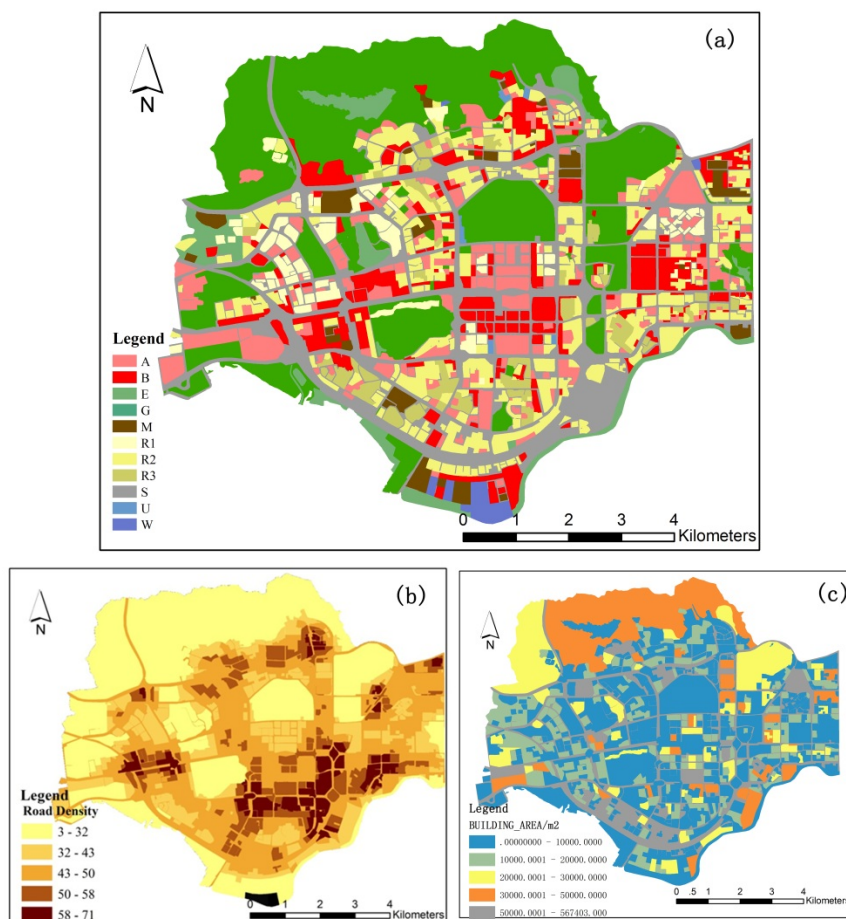 (a)
N
Legend
A
B
E
G
M
R1
R2
R3
S
U
W
0 1 2 3 4
Kilometers
(b)
N
Legend
Road Density
3 - 32
32 - 43
43 - 50
50 - 58
58 - 71
0 1 2 3 4
Kilometers
(c)
N
Legend
BUILDING_AREA/m2
.00000000 - 10000.0000
10000.0001 - 20000.0000
20000.0001 - 30000.0000
30000.0001 - 50000.0000
50000.0001 - 567403.000
0 .5 1 2 3 4
Kilometers